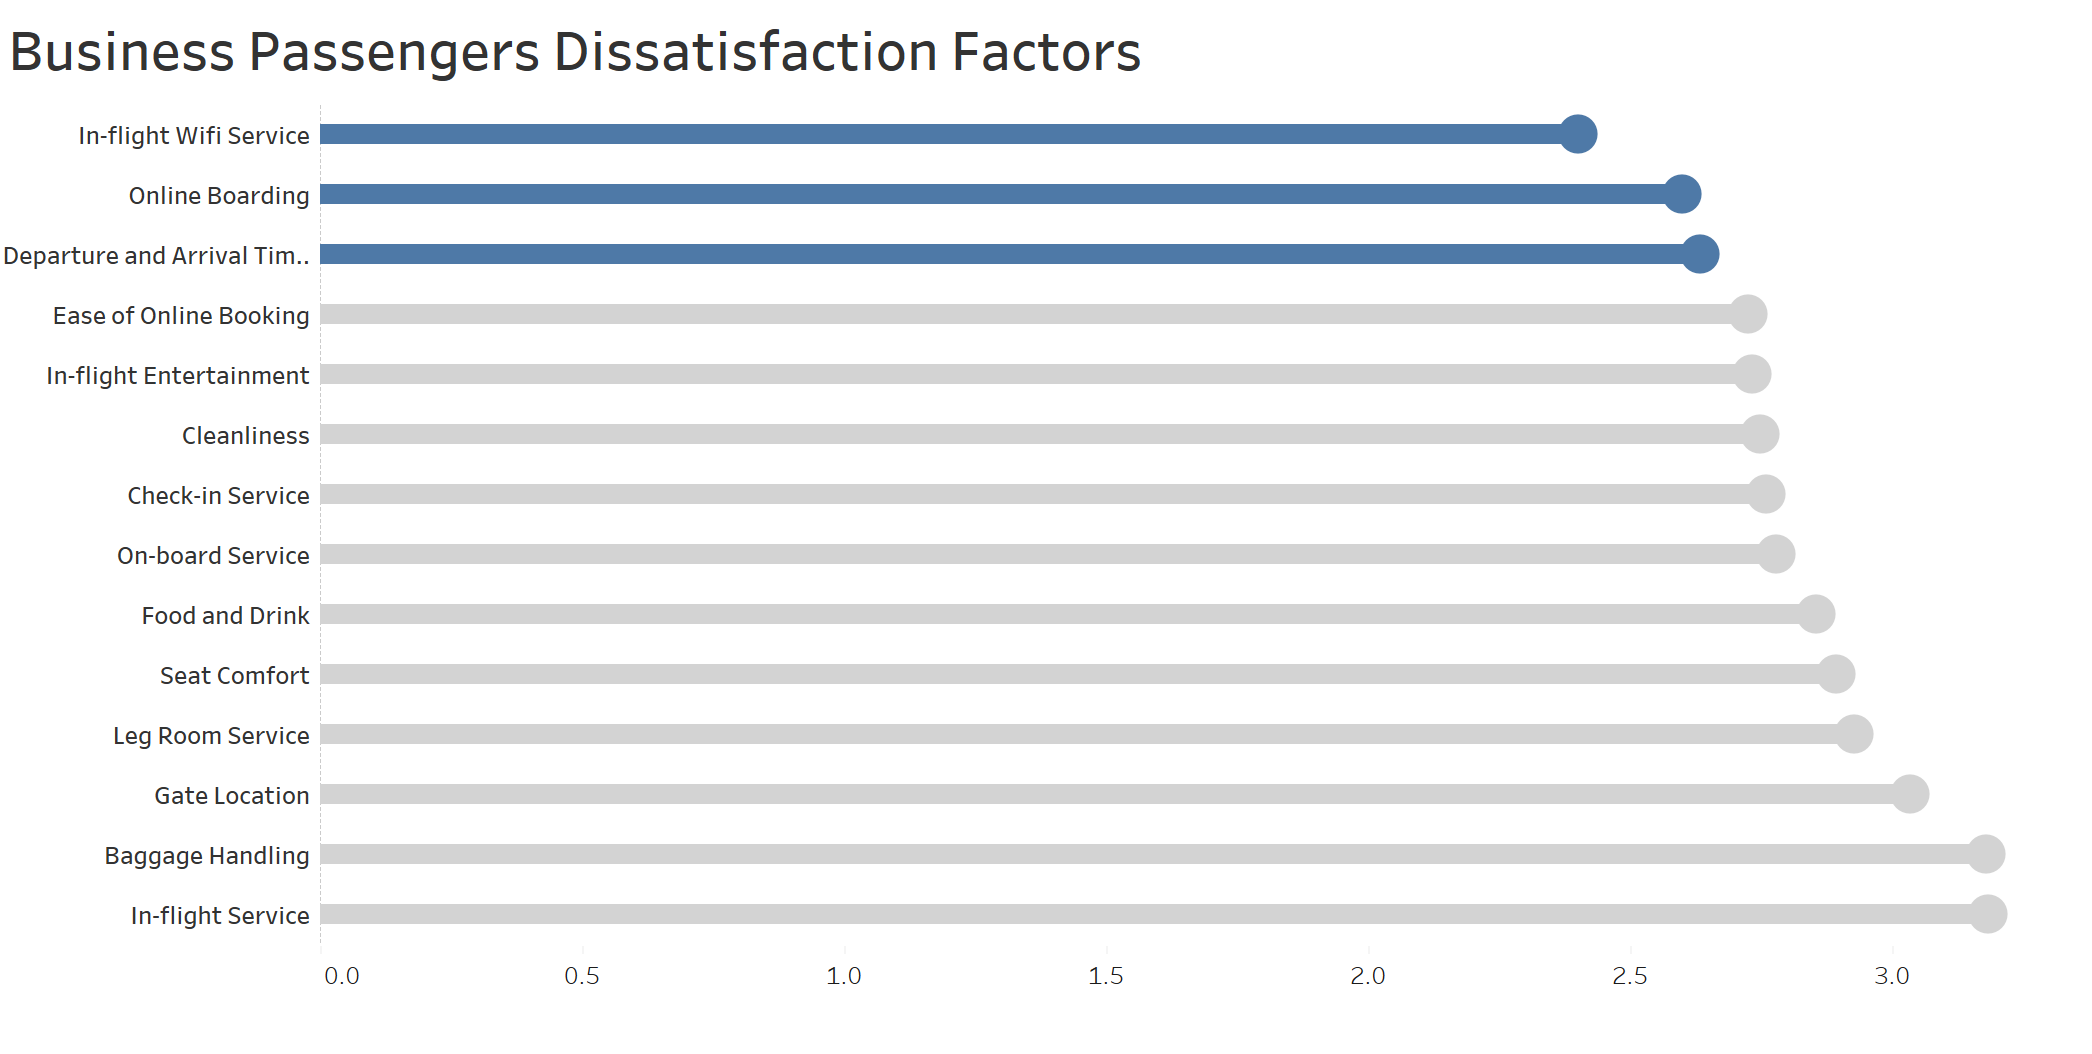 Business Passengers Dissatisfaction Factors
In-flight Wifi Service
Online Boarding
Departure and Arrival Tim..
Ease of Online Booking
In-flight Entertainment
Cleanliness
Check-in Service
On-board Service
Food and Drink
Seat Comfort
Leg Room Service
Gate Location
Baggage Handling
In-flight Service
0.0 0.5 1.0 1.5 2.0 2.5 3.0